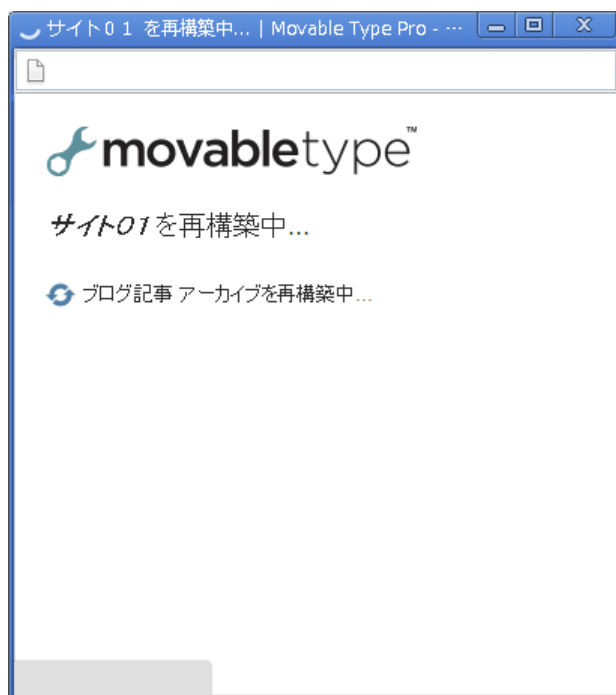 サイト０１ を再構築中... | Movable Type Pro - ...
movabletype™
サイト01を再構築中...
ブログ記事 アーカイブを再構築中...